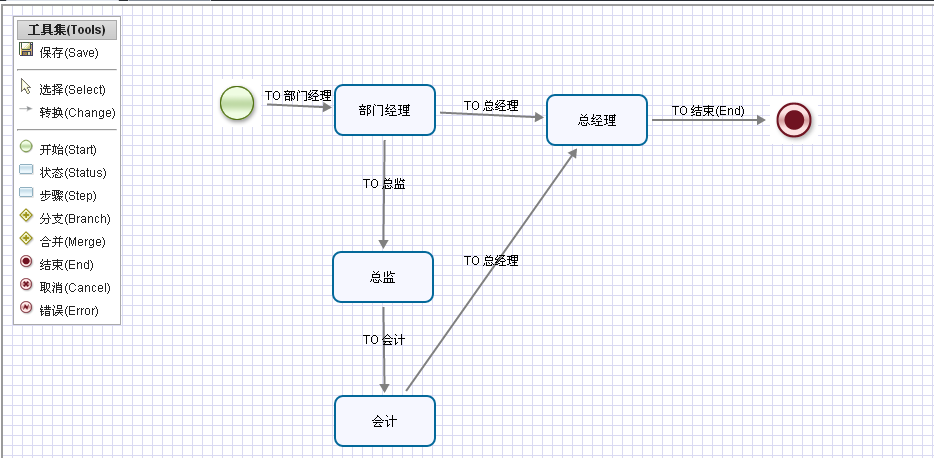 工具集(Tools)
保存(Save)
选择(Select)
转换(Change)
开始(Start)
状态(Status)
步骤(Step)
分支(Branch)
合并(Merge)
结束(End)
取消(Cancel)
错误(Error)
TO 部门经理
部门经理
TO 总经理
总经理
TO 结束(End)
TO 总监
总监
TO 总经理
TO 会计
会计